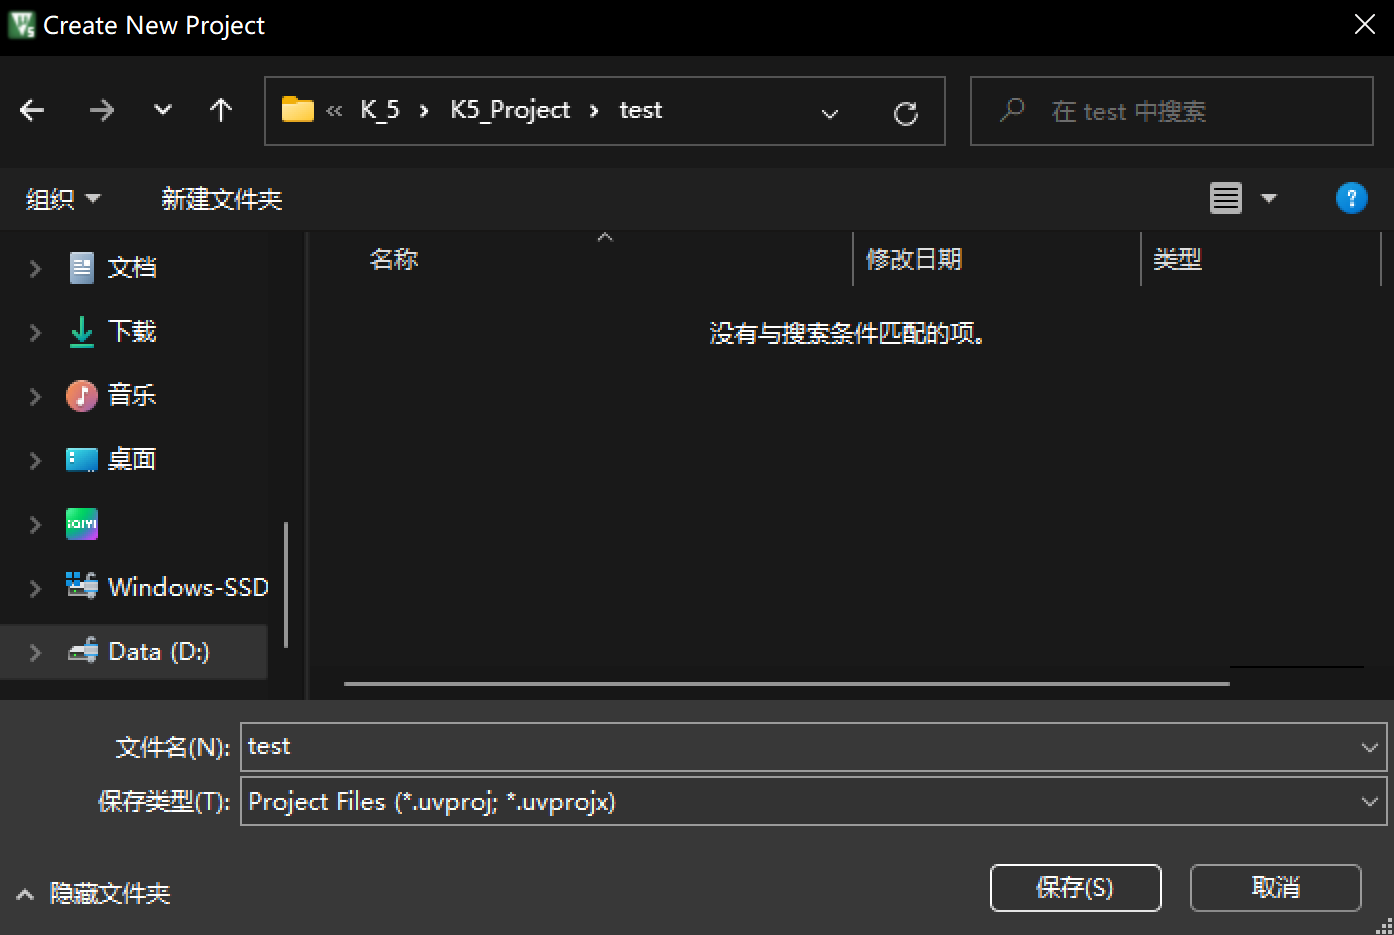 Create New Project
« K_5 › K5_Project › test
在 test 中搜索
组织
新建文件夹
?
名称
修改日期
类型
文档
没有与搜索条件匹配的项。
下载
音乐
桌面
iQIYI
Windows-SSD
Data (D:)
文件名(N):
test
保存类型(T):
Project Files (*.uvproj; *.uvprojx)
隐藏文件夹
保存(S)
取消